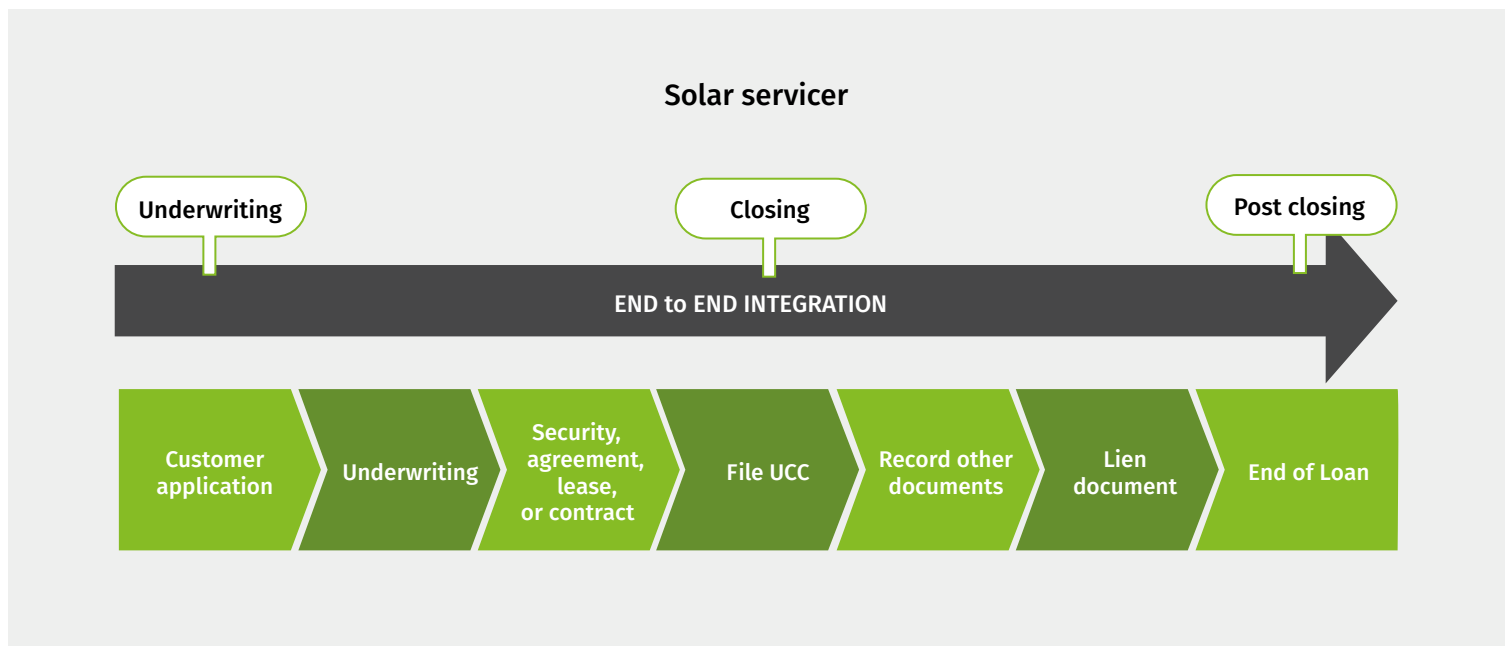 Solar servicer
Underwriting
Closing
Post closing
END to END INTEGRATION
Customer
application
Underwriting
Security,
agreement,
lease,
or contract
File UCC
Record other
documents
Lien
document
End of Loan